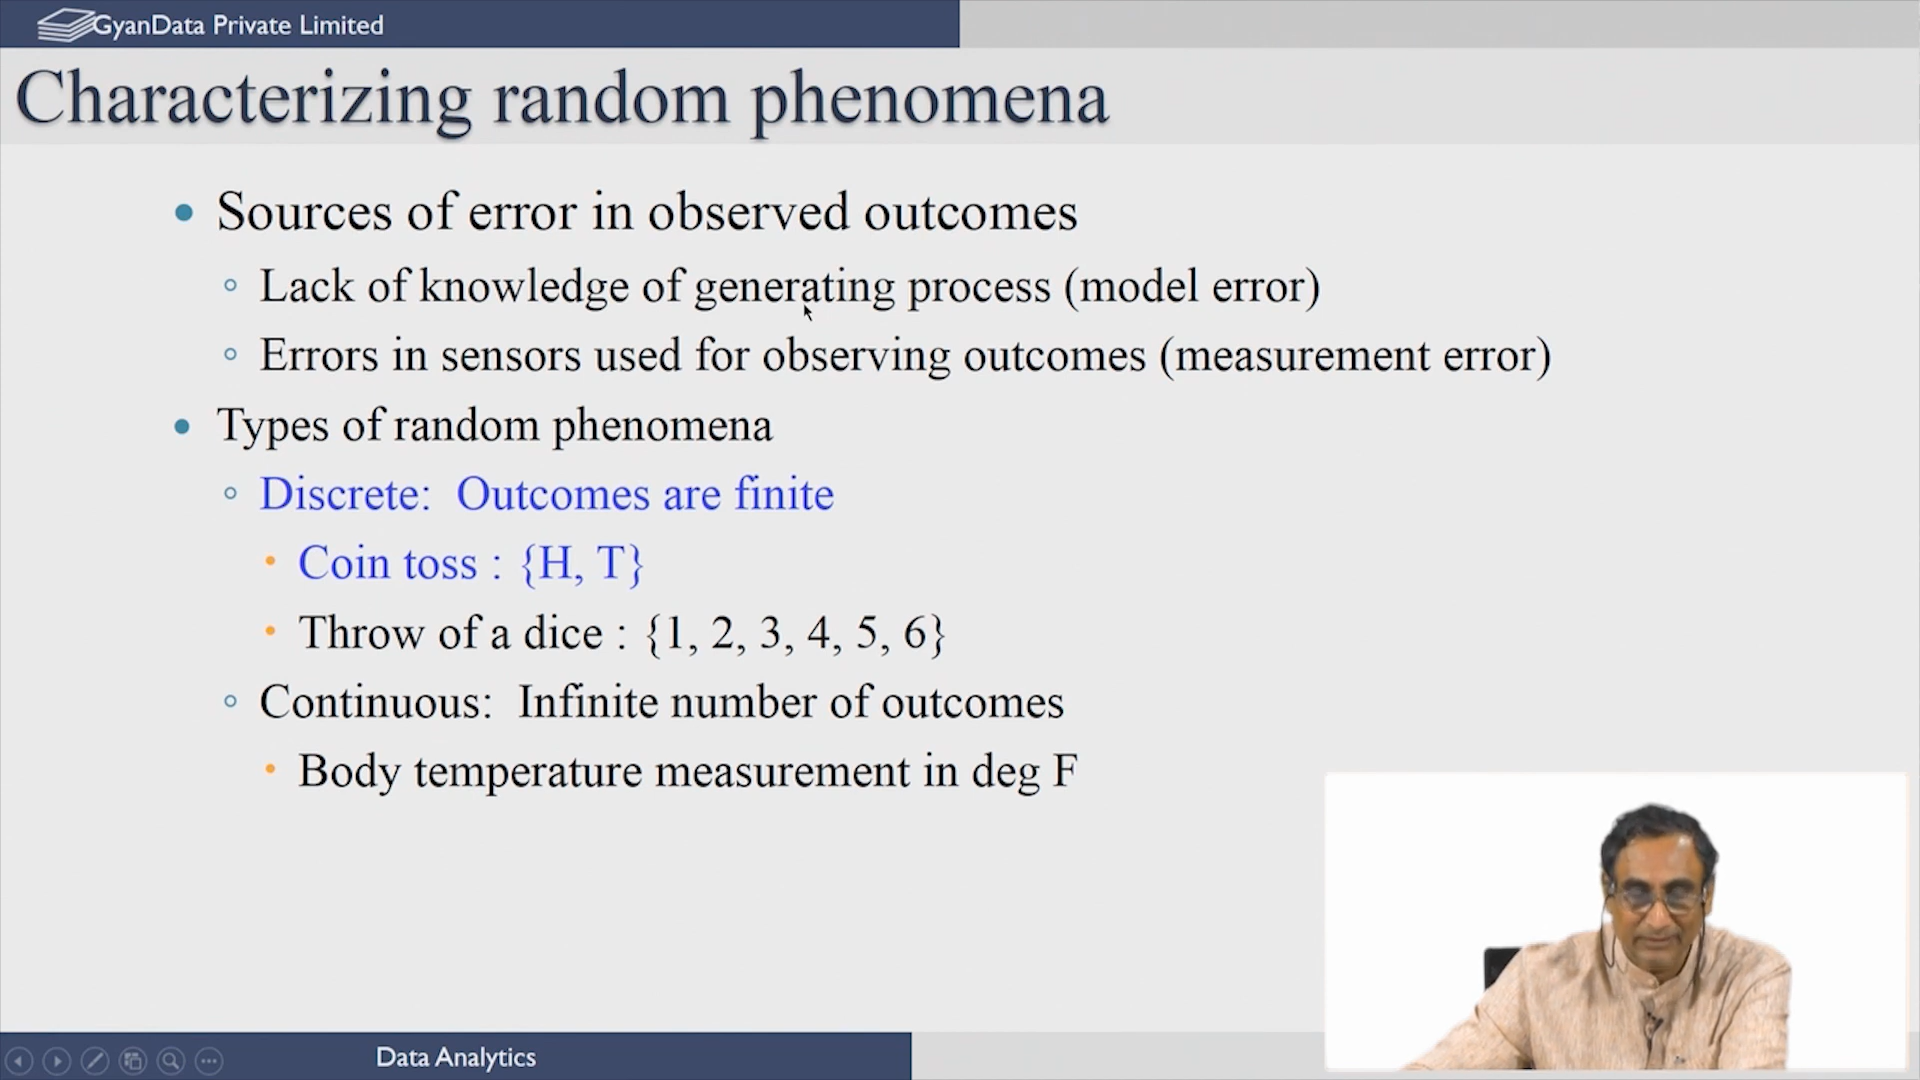 GyanData Private Limited
Characterizing random phenomena
Sources of error in observed outcomes
Lack of knowledge of generating process (model error)
Errors in sensors used for observing outcomes (measurement error)
Types of random phenomena
Discrete: Outcomes are finite
Coin toss : {H, T}
Throw of a dice : {1, 2, 3, 4, 5, 6}
Continuous: Infinite number of outcomes
Body temperature measurement in deg F
Data Analytics